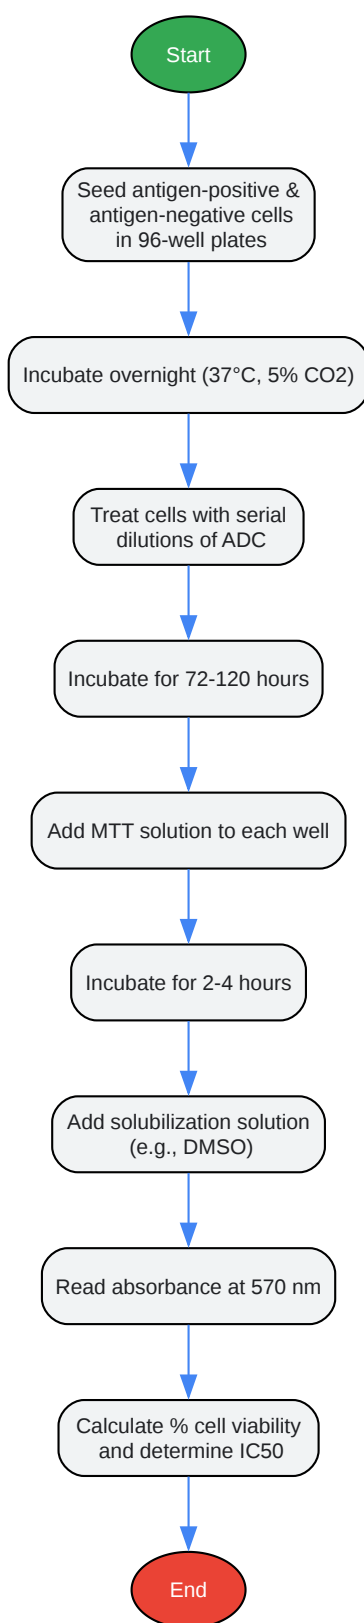 Start
Seed antigen-positive &
antigen-negative cells
in 96-well plates
Incubate overnight (37°C, 5% CO2)
Treat cells with serial
dilutions of ADC
Incubate for 72-120 hours
Add MTT solution to each well
Incubate for 2-4 hours
Add solubilization solution
(e.g., DMSO)
Read absorbance at 570 nm
Calculate % cell viability
and determine IC50
End